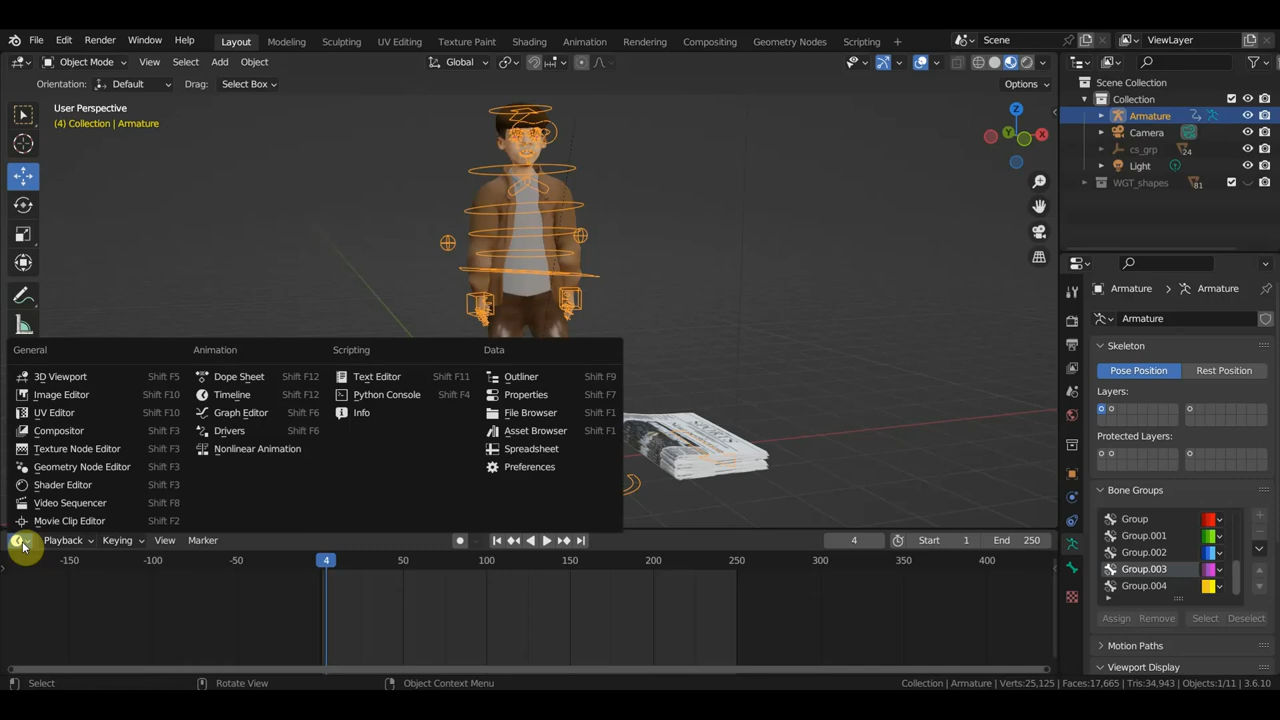 File Edit Render Window Help Layout Modeling Sculpting UV Editing Texture Paint Shading Animation Rendering Compositing Geometry Nodes Scripting + Scene ViewLayer
Object Mode View Select Add Object Global
Orientation: Default Drag: Select Box Options
User Perspective
(4) Collection | Armature
Z
X
Y
Scene Collection
Collection
Armature
Camera
cs_grp 24
Light
WGT_shapes 81
Armature > Armature
Armature
Skeleton
Pose Position Rest Position
Layers:
Protected Layers:
Bone Groups
Group
Group.001
Group.002
Group.003
Group.004
Assign Remove Select Deselect
Motion Paths
Viewport Display
General
3D Viewport Shift F5
Image Editor Shift F10
UV Editor Shift F10
Compositor Shift F3
Texture Node Editor Shift F3
Geometry Node Editor Shift F3
Shader Editor Shift F3
Video Sequencer Shift F8
Movie Clip Editor Shift F2
Animation
Dope Sheet Shift F12
Timeline Shift F12
Graph Editor Shift F6
Drivers Shift F6
Nonlinear Animation
Scripting
Text Editor Shift F11
Python Console Shift F4
Info
Data
Outliner Shift F9
Properties Shift F7
File Browser Shift F1
Asset Browser Shift F1
Spreadsheet
Preferences
SPORTS
Playback Keying View Marker 4 Start 1 End 250
-150 -100 -50 4 50 100 150 200 250 300 350 400
Select Rotate View Object Context Menu Collection | Armature | Verts:25,125 | Faces:17,665 | Tris:34,943 | Objects:1/11 | 3.6.10